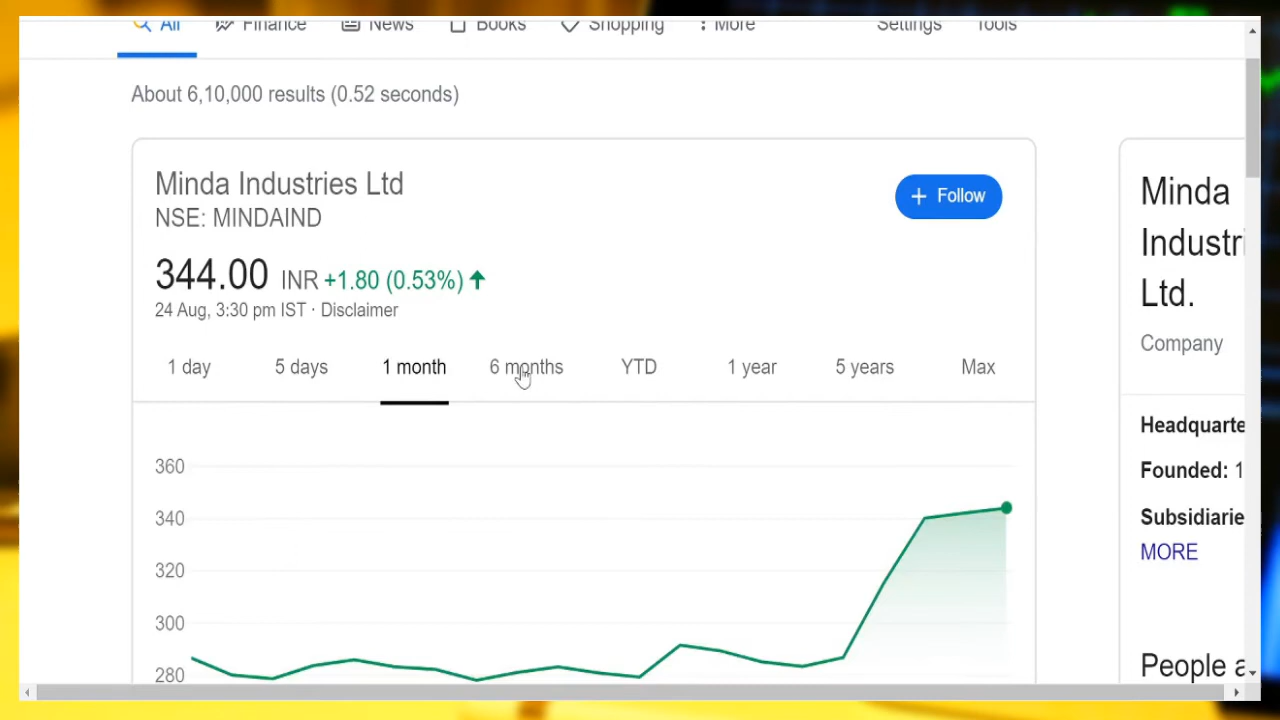 All Finance News Books Shopping More Settings Tools
About 6,10,000 results (0.52 seconds)
Minda Industries Ltd
NSE: MINDAIND
+ Follow
344.00 INR +1.80 (0.53%)
24 Aug, 3:30 pm IST · Disclaimer
1 day 5 days 1 month 6 months YTD 1 year 5 years Max
360
340
320
300
280
Minda
Industri
Ltd.
Company
Headquarte
Founded: 1
Subsidiarie
MORE
People a